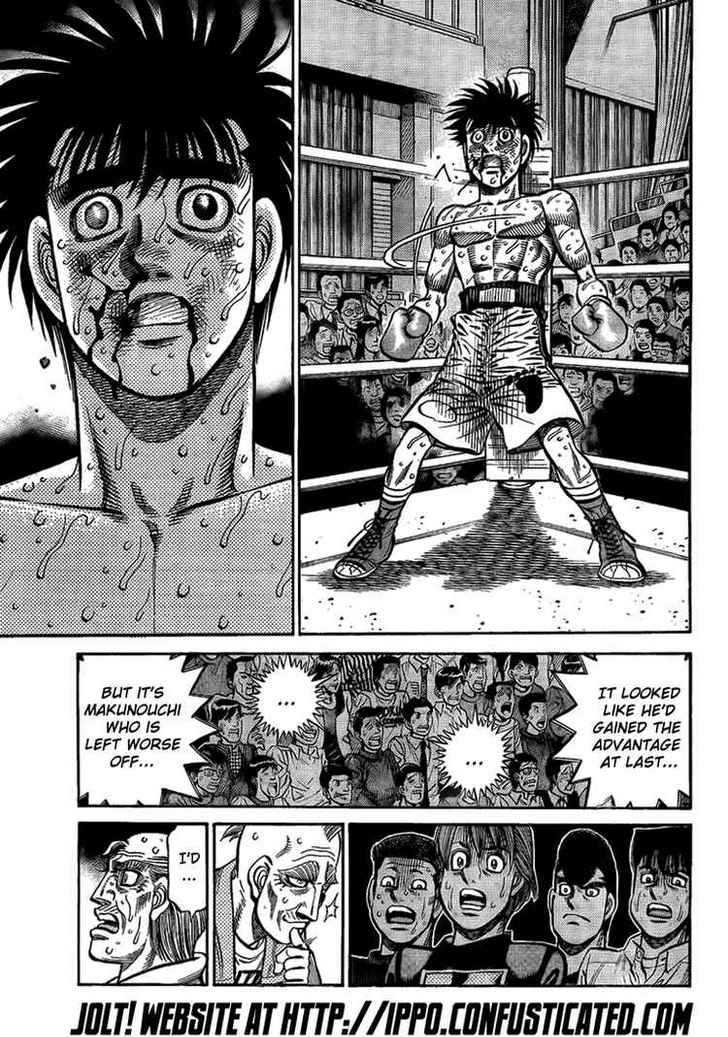 IT LOOKED
LIKE HE'D
GAINED THE
ADVANTAGE
AT LAST...
...
...
BUT IT'S
MAKUNOUCHI
WHO IS
LEFT WORSE
OFF...
I'D
...
JOLT! WEBSITE AT HTTP://IPPO.CONFUSTICATED.COM